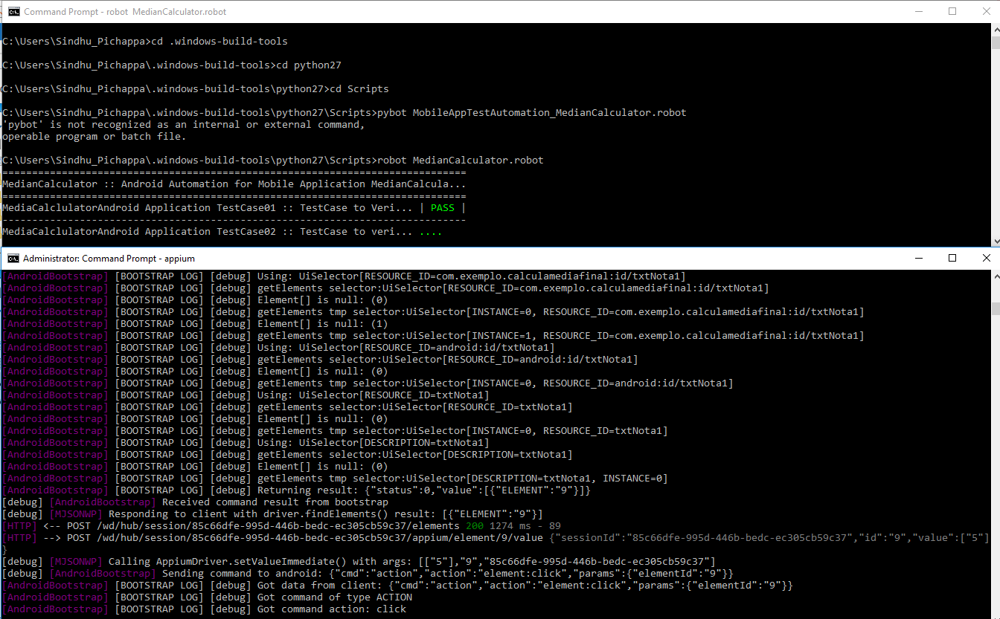 Command Prompt - robot  MedianCalculator.robot
C:\Users\Sindhu_Pichappa>cd .windows-build-tools
C:\Users\Sindhu_Pichappa\.windows-build-tools>cd python27
C:\Users\Sindhu_Pichappa\.windows-build-tools\python27>cd Scripts
C:\Users\Sindhu_Pichappa\.windows-build-tools\python27\Scripts>pybot MobileAppTestAutomation_MedianCalculator.robot
'pybot' is not recognized as an internal or external command,
operable program or batch file.
C:\Users\Sindhu_Pichappa\.windows-build-tools\python27\Scripts>robot MedianCalculator.robot
==============================================================================
MedianCalculator :: Android Automation for Mobile Application MedianCalcula...
==============================================================================
MediaCalclulatorAndroid Application TestCase01 :: TestCase to Veri... | PASS |
------------------------------------------------------------------------------
MediaCalclulatorAndroid Application TestCase02 :: TestCase to veri... ....
Administrator: Command Prompt - appium
[AndroidBootstrap] [BOOTSTRAP LOG] [debug] Using: UiSelector[RESOURCE_ID=com.exemplo.calculamediafinal:id/txtNota1]
[AndroidBootstrap] [BOOTSTRAP LOG] [debug] getElements selector:UiSelector[RESOURCE_ID=com.exemplo.calculamediafinal:id/txtNota1]
[AndroidBootstrap] [BOOTSTRAP LOG] [debug] Element[] is null: (0)
[AndroidBootstrap] [BOOTSTRAP LOG] [debug] getElements tmp selector:UiSelector[INSTANCE=0, RESOURCE_ID=com.exemplo.calculamediafinal:id/txtNota1]
[AndroidBootstrap] [BOOTSTRAP LOG] [debug] Element[] is null: (1)
[AndroidBootstrap] [BOOTSTRAP LOG] [debug] getElements tmp selector:UiSelector[INSTANCE=1, RESOURCE_ID=com.exemplo.calculamediafinal:id/txtNota1]
[AndroidBootstrap] [BOOTSTRAP LOG] [debug] Using: UiSelector[RESOURCE_ID=android:id/txtNota1]
[AndroidBootstrap] [BOOTSTRAP LOG] [debug] getElements selector:UiSelector[RESOURCE_ID=android:id/txtNota1]
[AndroidBootstrap] [BOOTSTRAP LOG] [debug] Element[] is null: (0)
[AndroidBootstrap] [BOOTSTRAP LOG] [debug] getElements tmp selector:UiSelector[INSTANCE=0, RESOURCE_ID=android:id/txtNota1]
[AndroidBootstrap] [BOOTSTRAP LOG] [debug] Using: UiSelector[RESOURCE_ID=txtNota1]
[AndroidBootstrap] [BOOTSTRAP LOG] [debug] getElements selector:UiSelector[RESOURCE_ID=txtNota1]
[AndroidBootstrap] [BOOTSTRAP LOG] [debug] Element[] is null: (0)
[AndroidBootstrap] [BOOTSTRAP LOG] [debug] getElements tmp selector:UiSelector[INSTANCE=0, RESOURCE_ID=txtNota1]
[AndroidBootstrap] [BOOTSTRAP LOG] [debug] Using: UiSelector[DESCRIPTION=txtNota1]
[AndroidBootstrap] [BOOTSTRAP LOG] [debug] getElements selector:UiSelector[DESCRIPTION=txtNota1]
[AndroidBootstrap] [BOOTSTRAP LOG] [debug] Element[] is null: (0)
[AndroidBootstrap] [BOOTSTRAP LOG] [debug] getElements tmp selector:UiSelector[DESCRIPTION=txtNota1, INSTANCE=0]
[AndroidBootstrap] [BOOTSTRAP LOG] [debug] Returning result: {"status":0,"value":[{"ELEMENT":"9"}]}
[debug] [AndroidBootstrap] Received command result from bootstrap
[debug] [MJSONWP] Responding to client with driver.findElements() result: [{"ELEMENT":"9"}]
[HTTP] <-- POST /wd/hub/session/85c66dfe-995d-446b-bedc-ec305cb59c37/elements 200 1274 ms - 89
[HTTP] --> POST /wd/hub/session/85c66dfe-995d-446b-bedc-ec305cb59c37/appium/element/9/value {"sessionId":"85c66dfe-995d-446b-bedc-ec305cb59c37","id":"9","value":["5"]
}
[debug] [MJSONWP] Calling AppiumDriver.setValueImmediate() with args: [["5"],"9","85c66dfe-995d-446b-bedc-ec305cb59c37"]
[debug] [AndroidBootstrap] Sending command to android: {"cmd":"action","action":"element:click","params":{"elementId":"9"}}
[AndroidBootstrap] [BOOTSTRAP LOG] [debug] Got data from client: {"cmd":"action","action":"element:click","params":{"elementId":"9"}}
[AndroidBootstrap] [BOOTSTRAP LOG] [debug] Got command of type ACTION
[AndroidBootstrap] [BOOTSTRAP LOG] [debug] Got command action: click